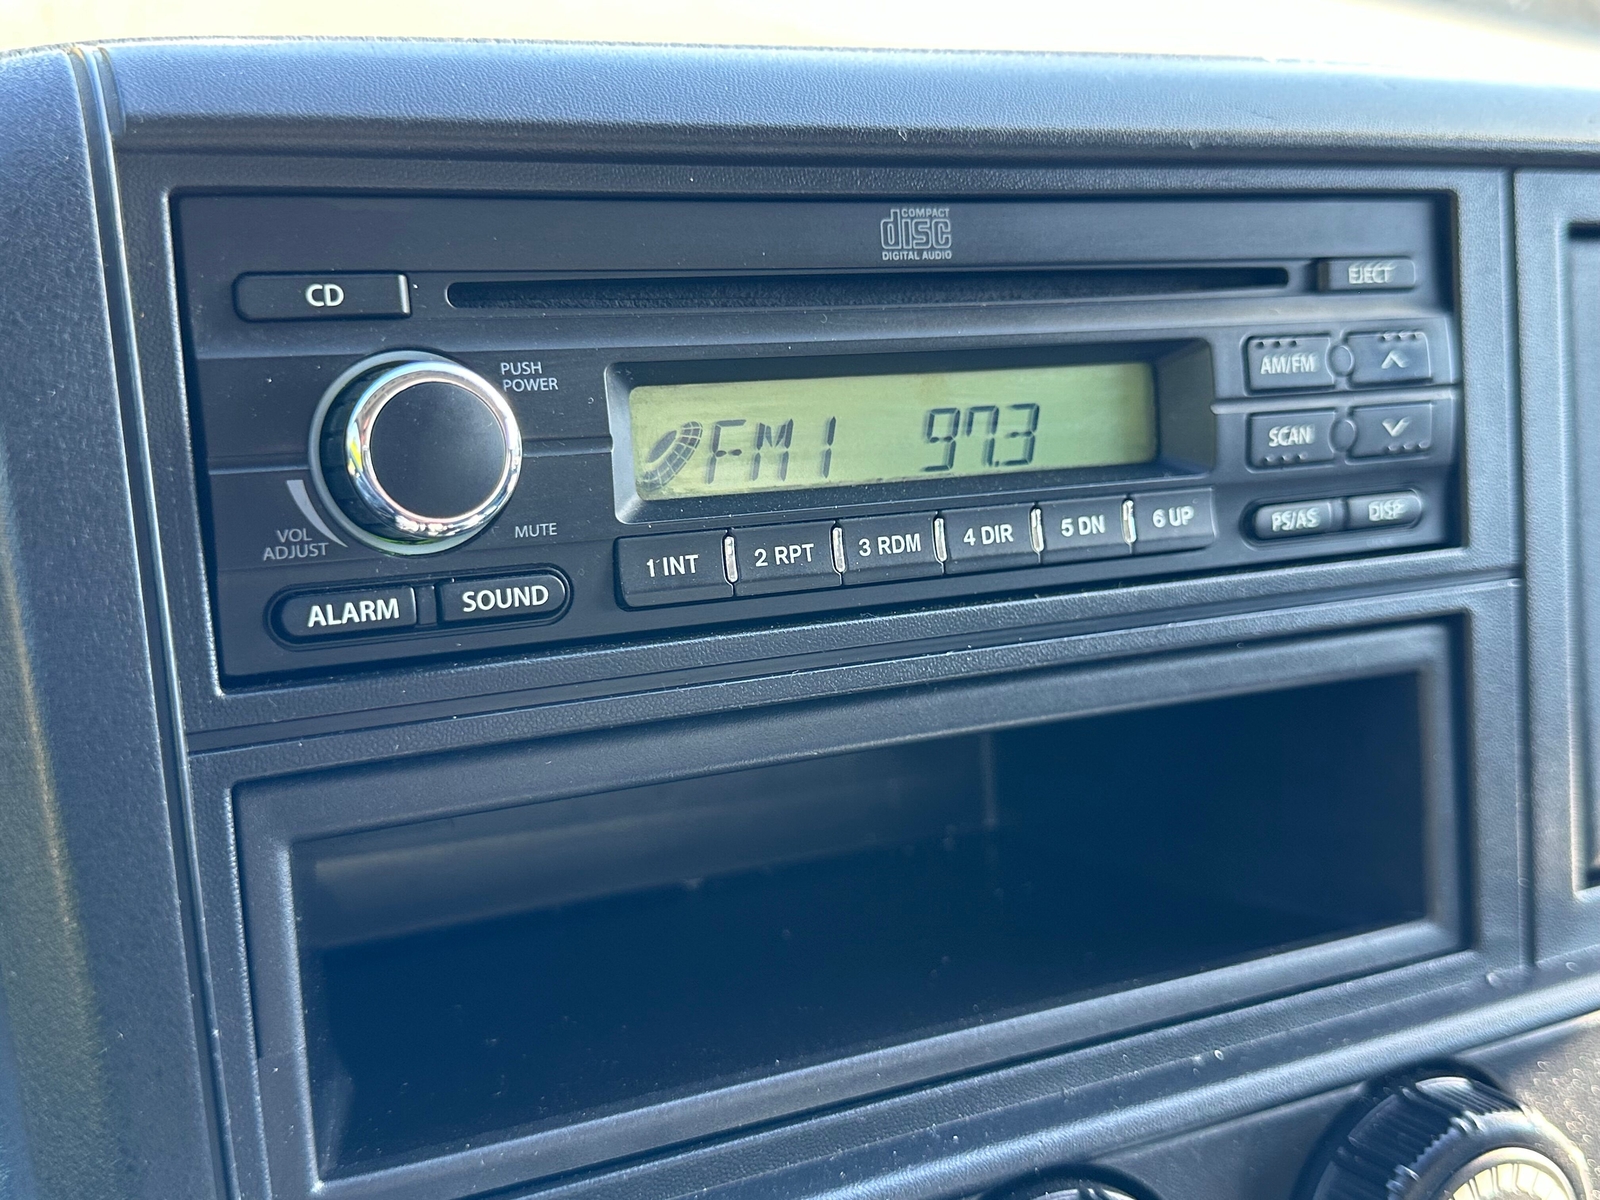 COMPACT
disc
DIGITAL AUDIO
CD
EJECT
PUSH
POWER
AM/FM
FM1 97.3
SCAN
VOL
ADJUST
MUTE
1 INT
2 RPT
3 RDM
4 DIR
5 DN
6 UP
PS/AS
DISP
ALARM
SOUND